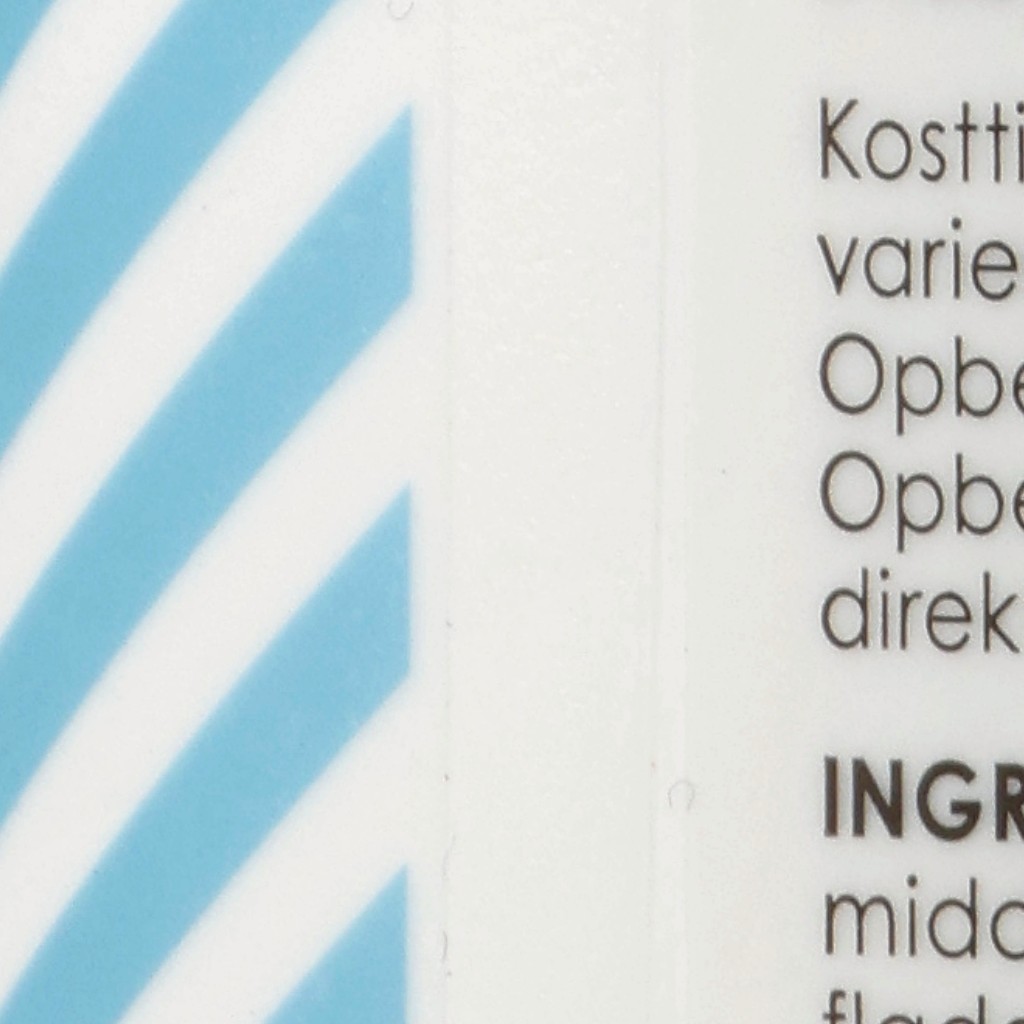 Kostti
varie
Opbe
Opbe
direk
INGR
mido